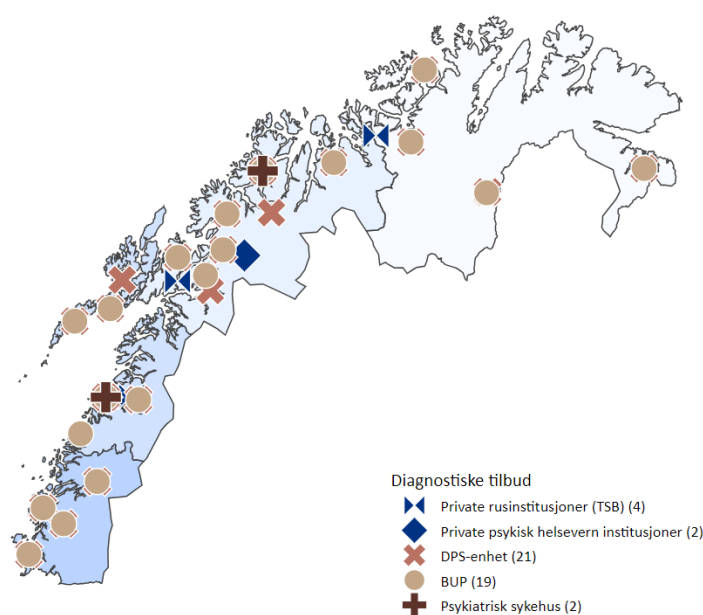 Diagnostiske tilbud
Private rusinstitusjoner (TSB) (4)
Private psykisk helsevern institusjoner (2)
DPS-enhet (21)
BUP (19)
Psykiatrisk sykehus (2)